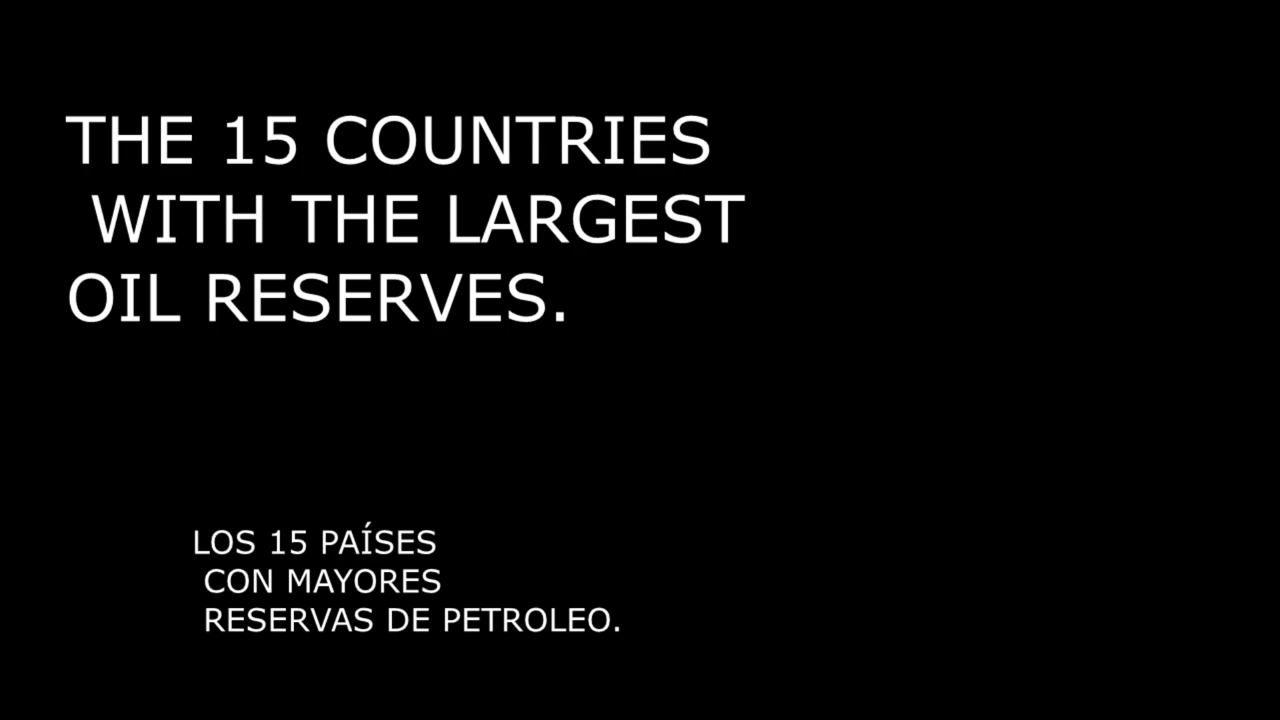 THE 15 COUNTRIES
WITH THE LARGEST
OIL RESERVES.
LOS 15 PAÍSES
CON MAYORES
RESERVAS DE PETROLEO.